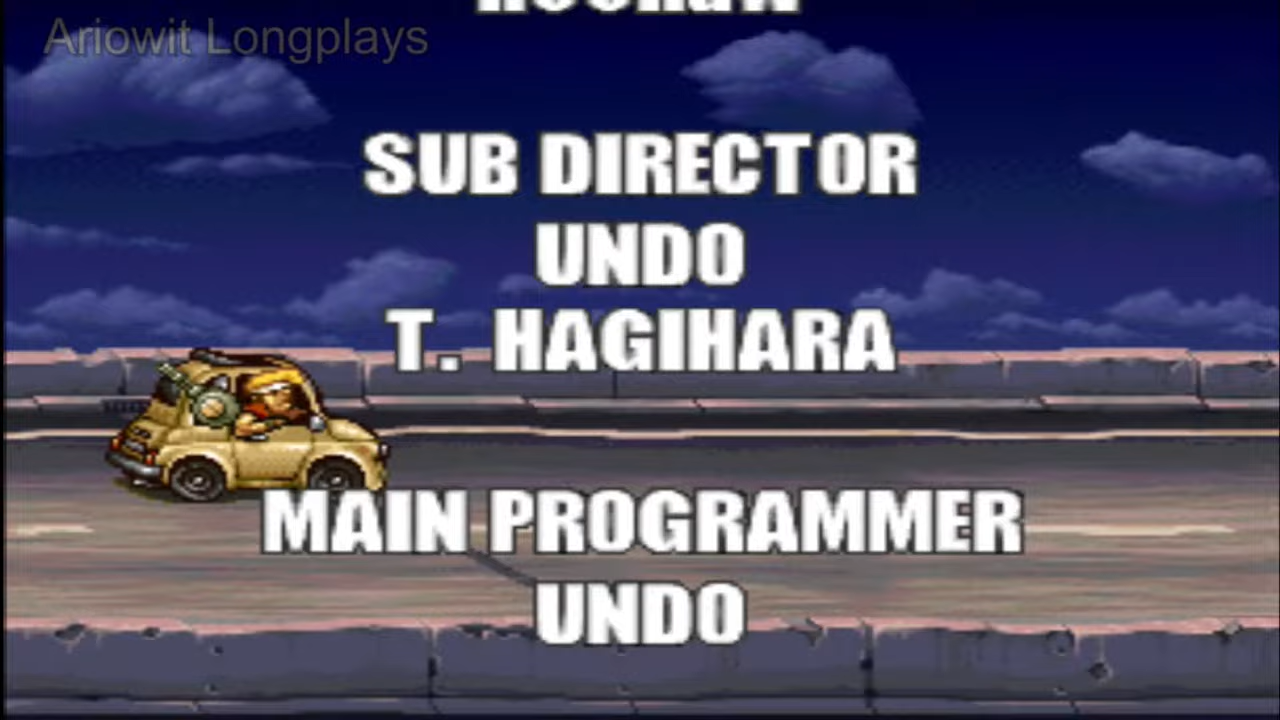 Ariowit Longplays
SUB DIRECTOR
UNDO
T. HAGIHARA
MAIN PROGRAMMER
UNDO